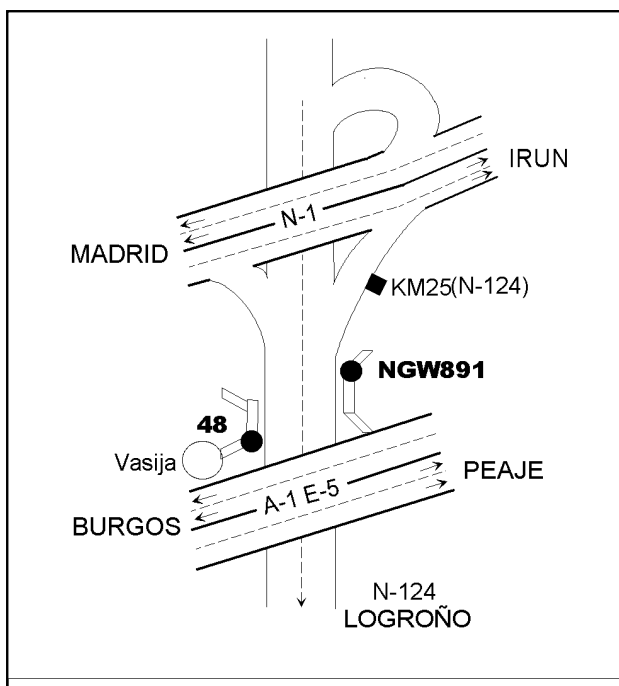 IRUN
N-1
MADRID
KM25(N-124)
NGW891
48
Vasija
PEAJE
A-1 E-5
BURGOS
N-124
LOGROÑO